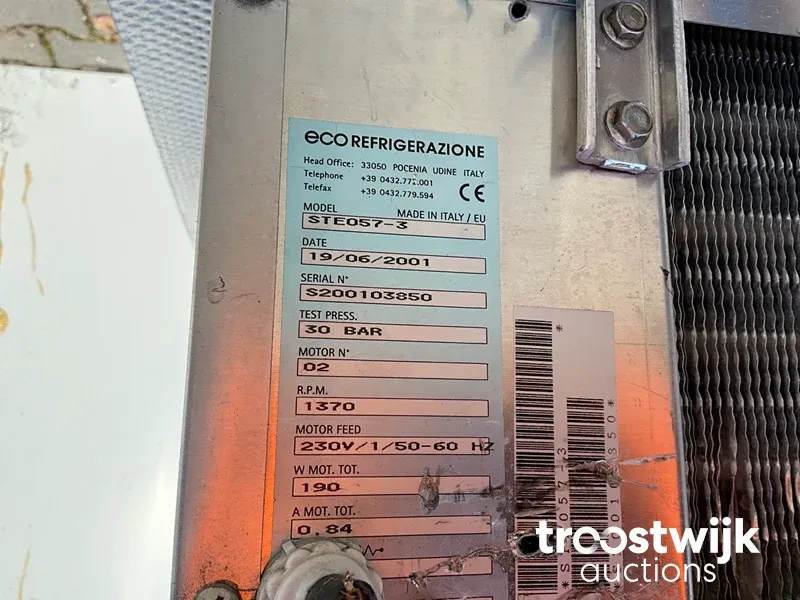 eco REFRIGERAZIONE
Head Office: 33050 POCENIA UDINE ITALY
Telephone +39 0432.772.001
Telefax +39 0432.779.594
CE
MODEL MADE IN ITALY / EU
STE057-3
DATE
19/06/2001
SERIAL N°
S200103850
TEST PRESS.
30 BAR
MOTOR N°
02
R.P.M.
1370
MOTOR FEED
230V/1/50-60 HZ
W MOT. TOT.
190
A MOT. TOT.
0,84
troostwijk
auctions